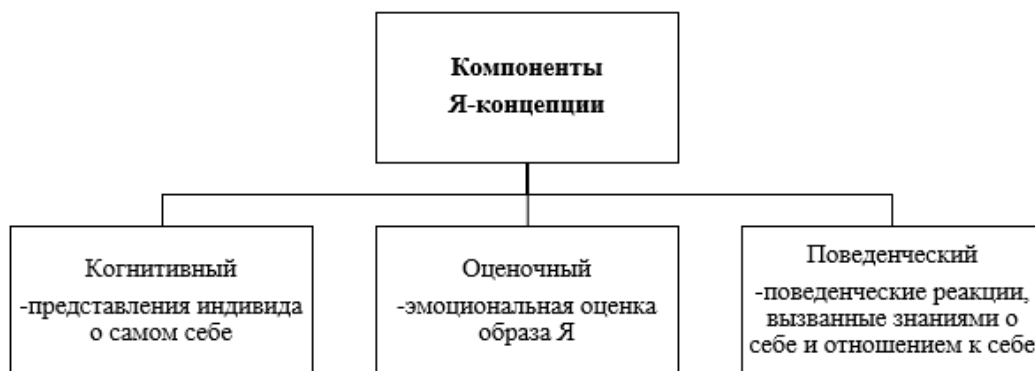 Компоненты
Я-концепции
Когнитивный
-представления индивида
о самом себе
Оценочный
-эмоциональная оценка
образа Я
Поведенческий
-поведенческие реакции,
вызванные знаниями о
себе и отношением к себе